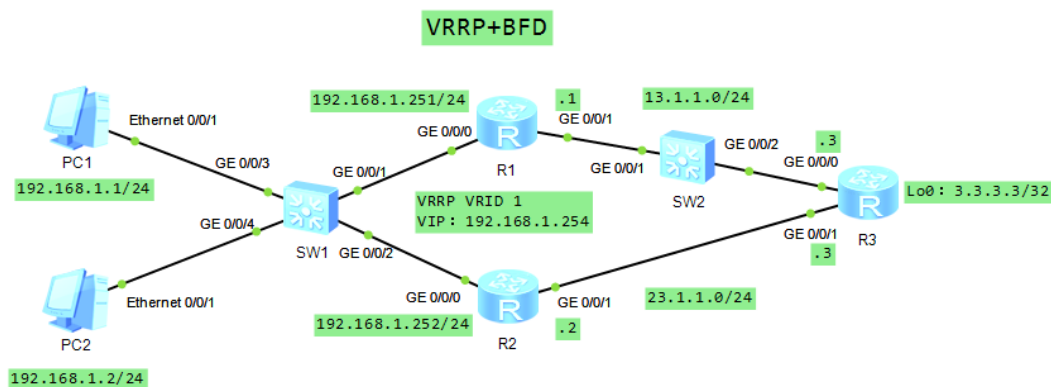 VRRP+BFD
192.168.1.251/24
.1
13.1.1.0/24
Ethernet 0/0/1
GE 0/0/0
GE 0/0/1
R
R1
GE 0/0/2
.3
PC1
GE 0/0/3
GE 0/0/1
GE 0/0/1
GE 0/0/0
192.168.1.1/24
SW2
R
R3
Lo0: 3.3.3.3/32
VRRP VRID 1
VIP: 192.168.1.254
GE 0/0/4
SW1
GE 0/0/2
GE 0/0/1
.3
Ethernet 0/0/1
GE 0/0/0
R
R2
GE 0/0/1
23.1.1.0/24
192.168.1.252/24
.2
PC2
192.168.1.2/24